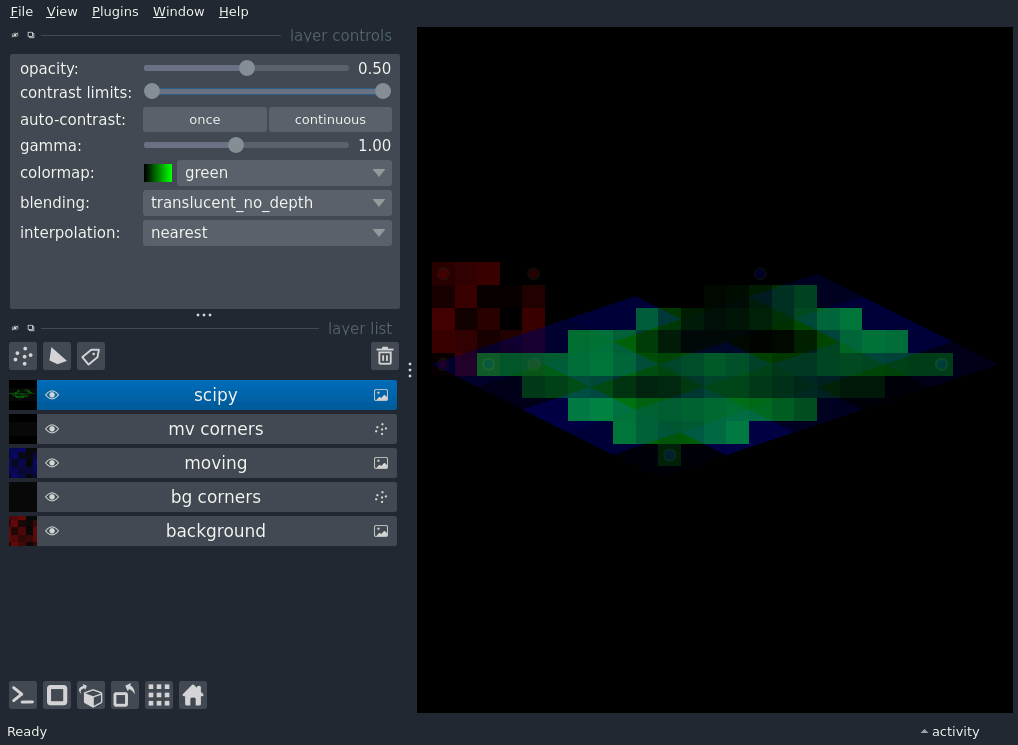 File View Plugins Window Help
layer controls
opacity: 0.50
contrast limits:
auto-contrast: once continuous
gamma: 1.00
colormap: green
blending: translucent_no_depth
interpolation: nearest
layer list
scipy
mv corners
moving
bg corners
background
Ready activity